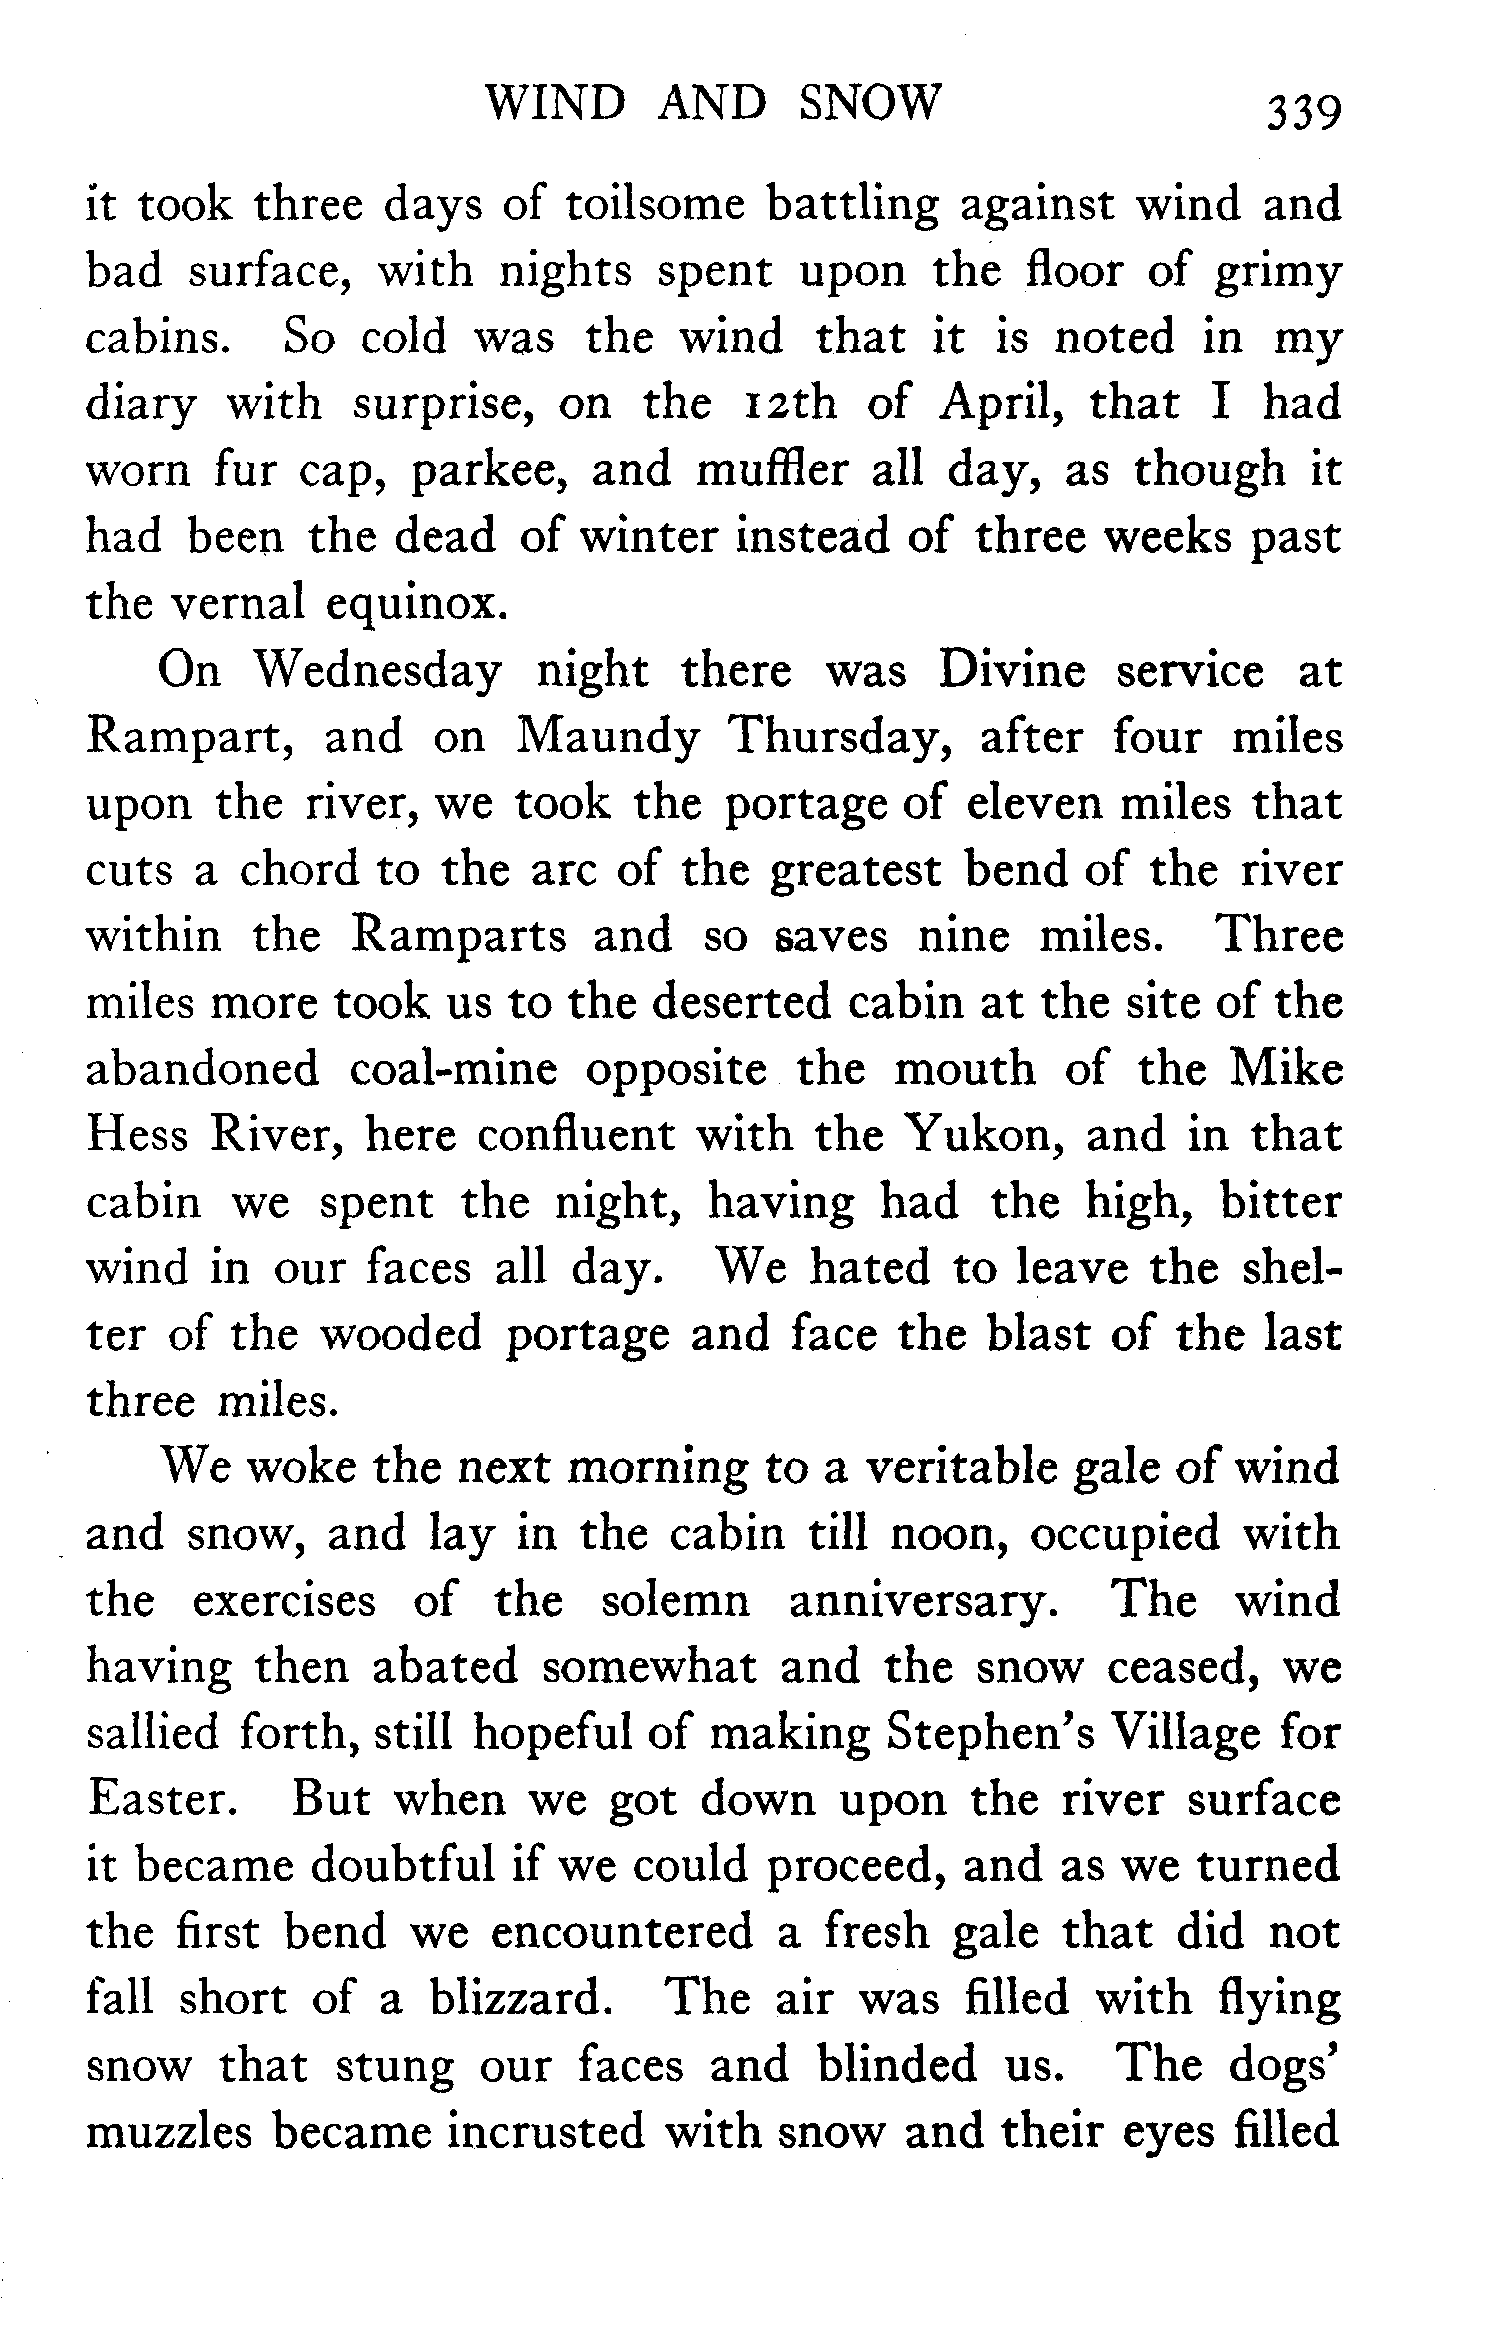 WIND AND SNOW 339
it took three days of toilsome battling against wind and
bad surface, with nights spent upon the floor of grimy
cabins. So cold was the wind that it is noted in my
diary with surprise, on the 12th of April, that I had
worn fur cap, parkee, and muffler all day, as though it
had been the dead of winter instead of three weeks past
the vernal equinox.
On Wednesday night there was Divine service at
Rampart, and on Maundy Thursday, after four miles
upon the river, we took the portage of eleven miles that
cuts a chord to the arc of the greatest bend of the river
within the Ramparts and so saves nine miles. Three
miles more took us to the deserted cabin at the site of the
abandoned coal-mine opposite the mouth of the Mike
Hess River, here confluent with the Yukon, and in that
cabin we spent the night, having had the high, bitter
wind in our faces all day. We hated to leave the shel-
ter of the wooded portage and face the blast of the last
three miles.
We woke the next morning to a veritable gale of wind
and snow, and lay in the cabin till noon, occupied with
the exercises of the solemn anniversary. The wind
having then abated somewhat and the snow ceased, we
sallied forth, still hopeful of making Stephen's Village for
Easter. But when we got down upon the river surface
it became doubtful if we could proceed, and as we turned
the first bend we encountered a fresh gale that did not
fall short of a blizzard. The air was filled with flying
snow that stung our faces and blinded us. The dogs'
muzzles became incrusted with snow and their eyes filled